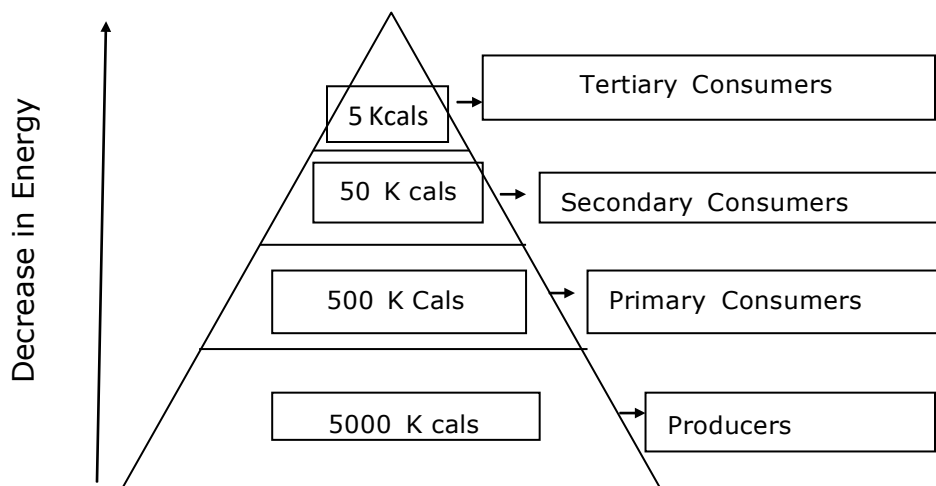 Decrease in Energy
5 Kcals
Tertiary Consumers
50 K cals
Secondary Consumers
500 K Cals
Primary Consumers
5000 K cals
Producers